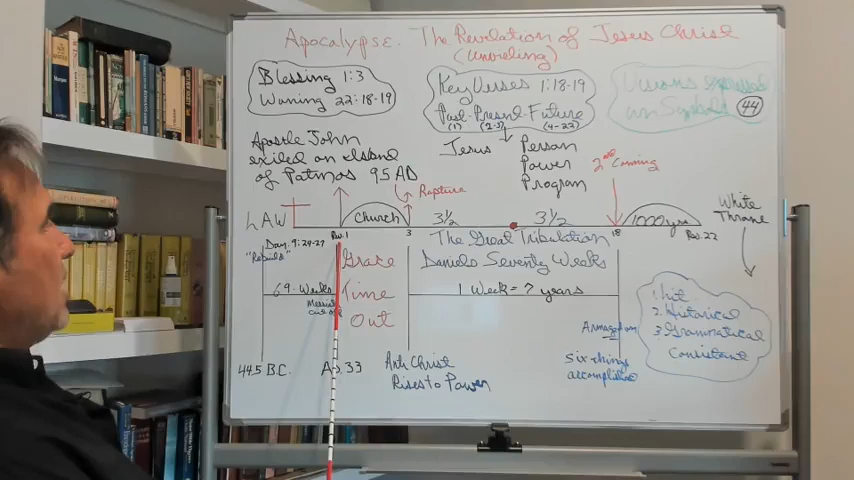 Apocalypse. The Revelation of Jesus Christ
(Unveiling)
Blessing 1:3
Warning 22:18-19
Key Verses 1:18-19
Past-Present-Future
(1) (2-3) (4-22)
Visions expressed
in Symbols
44
Apostle John
exiled on Island
of Patmos 95 AD
Jesus
Person
Power
Program
2nd Coming
Rapture
White
Throne
LAW
Church
3½
3½
1000 yrs
Rev. 1
3
18
Rev. 22
Dan. 9:24-27
"Rebuild"
The Great Tribulation
Grace
Time
Out
Daniels Seventy Weeks
69 Weeks
1 Week = 7 years
Messiah
cut off
1. Lit
2. Historical
3. Grammatical
Consistant
Armageddon
445 B.C.
AD. 33
Anti Christ
Rises to Power
six things
accomplished